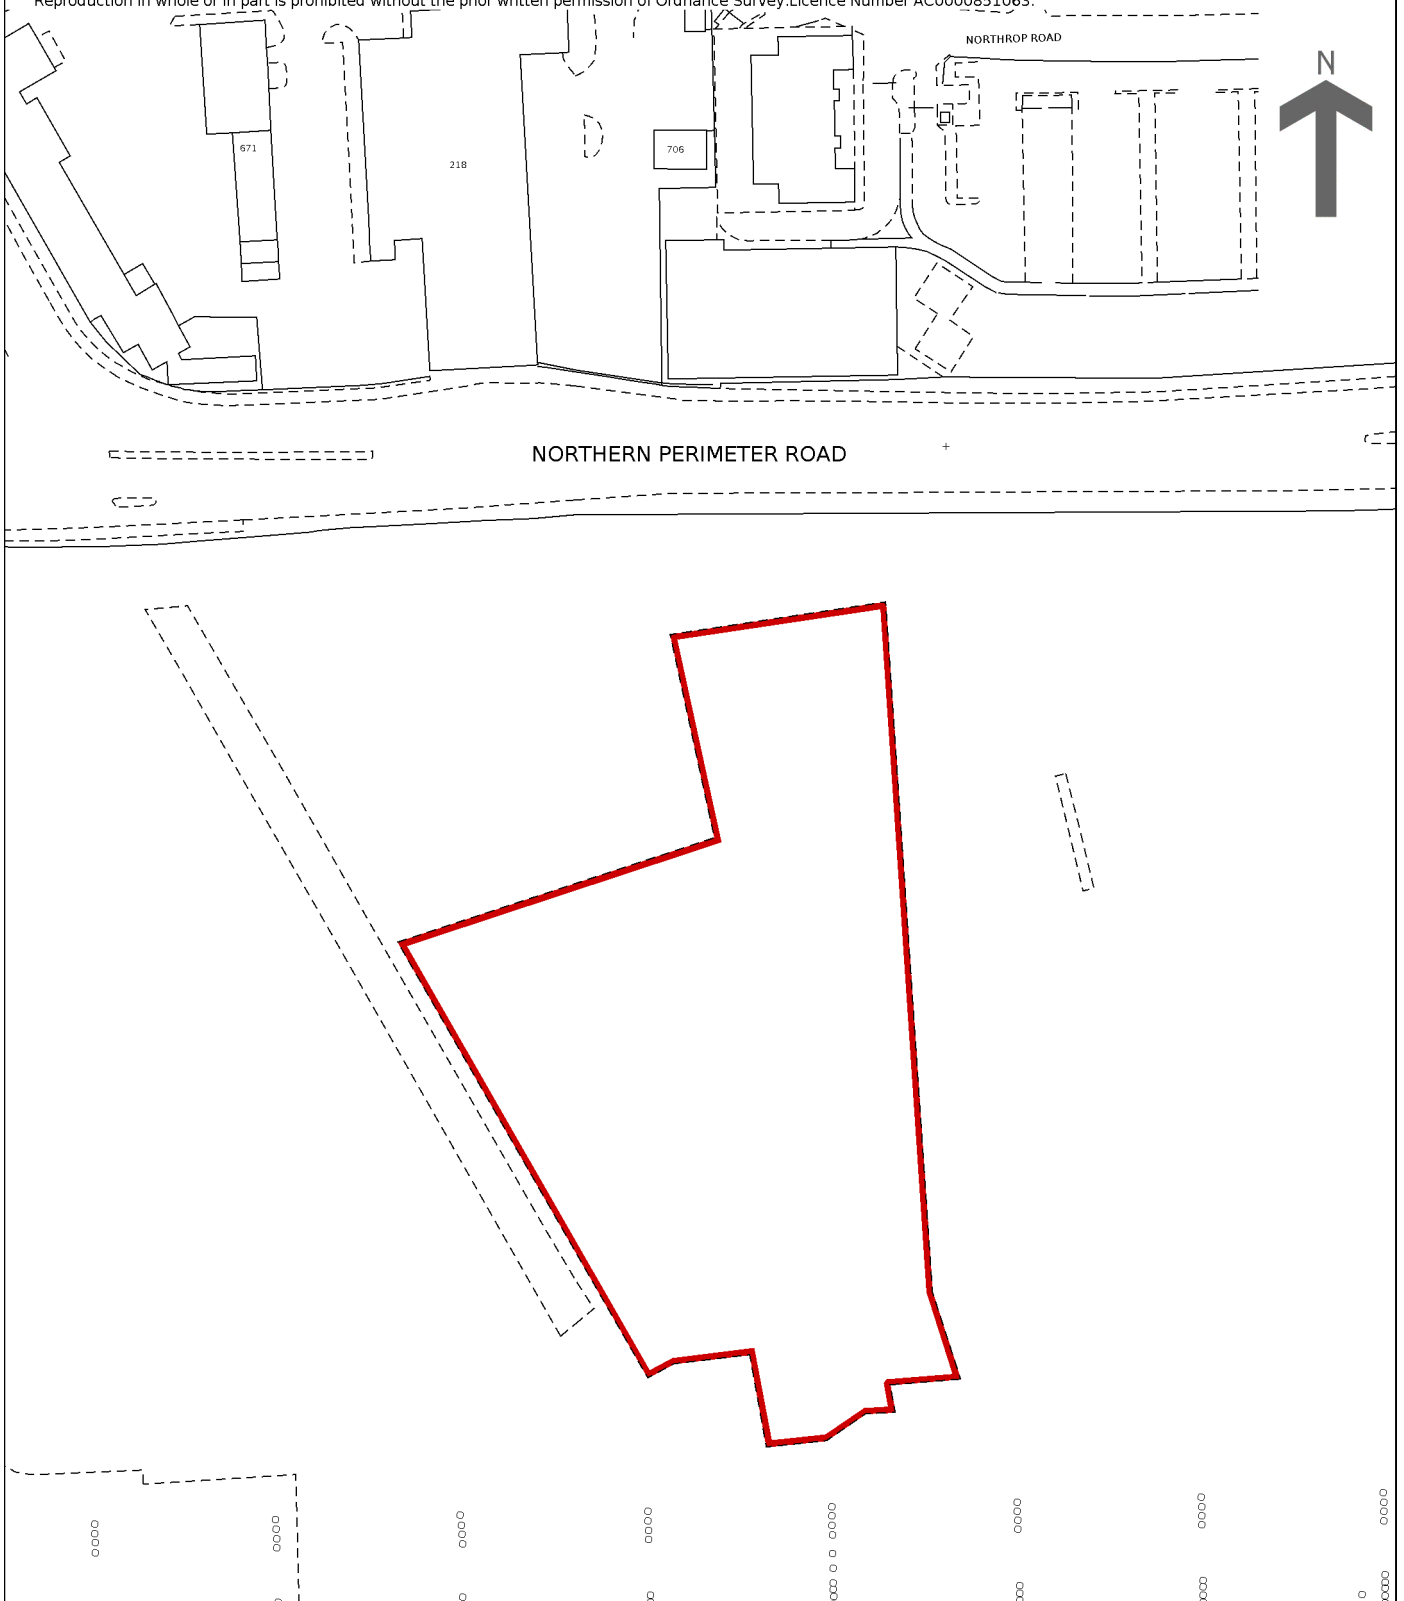 Reproduction in whole or in part is prohibited without the prior written permission of Ordnance Survey.Licence Number AC0000851063.
NORTHROP ROAD
N
671
218
706
NORTHERN PERIMETER ROAD